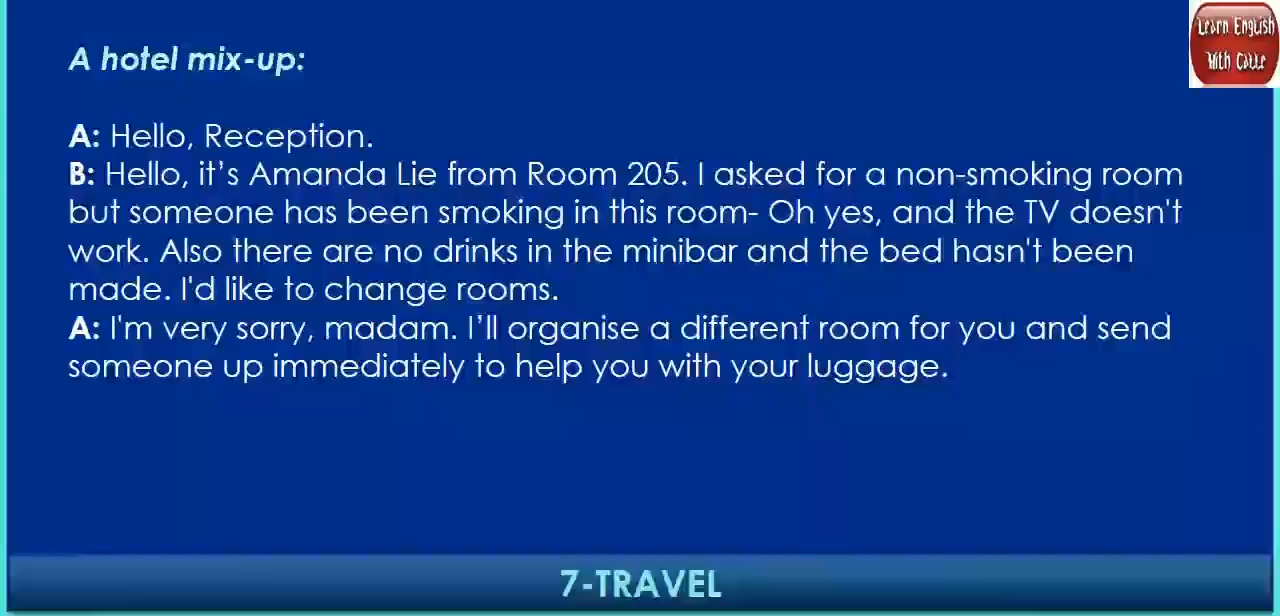 Learn English
With
A hotel mix-up:
A: Hello, Reception.
B: Hello, it’s Amanda Lie from Room 205. I asked for a non-smoking room
but someone has been smoking in this room- Oh yes, and the TV doesn't
work. Also there are no drinks in the minibar and the bed hasn't been
made. I'd like to change rooms.
A: I'm very sorry, madam. I’ll organise a different room for you and send
someone up immediately to help you with your luggage.
7-TRAVEL